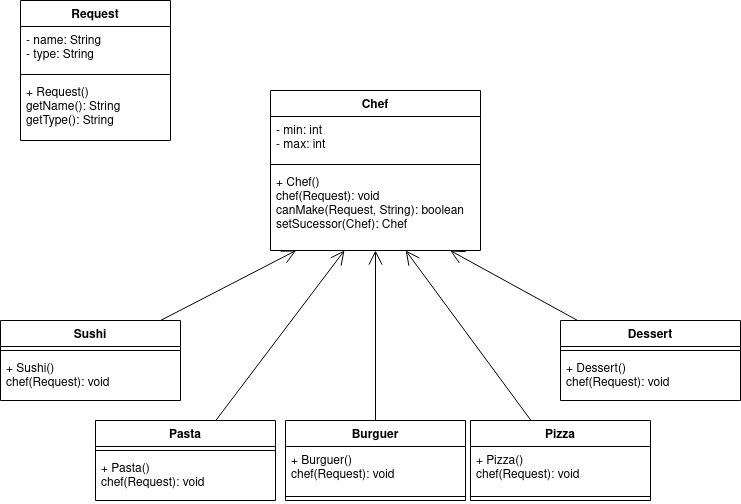 Request
- name: String
- type: String
+ Request()
getName(): String
getType(): String
Chef
- min: int
- max: int
+ Chef()
chef(Request): void
canMake(Request, String): boolean
setSucessor(Chef): Chef
Sushi
+ Sushi()
chef(Request): void
Dessert
+ Dessert()
chef(Request): void
Pasta
+ Pasta()
chef(Request): void
Burguer
+ Burguer()
chef(Request): void
Pizza
+ Pizza()
chef(Request): void